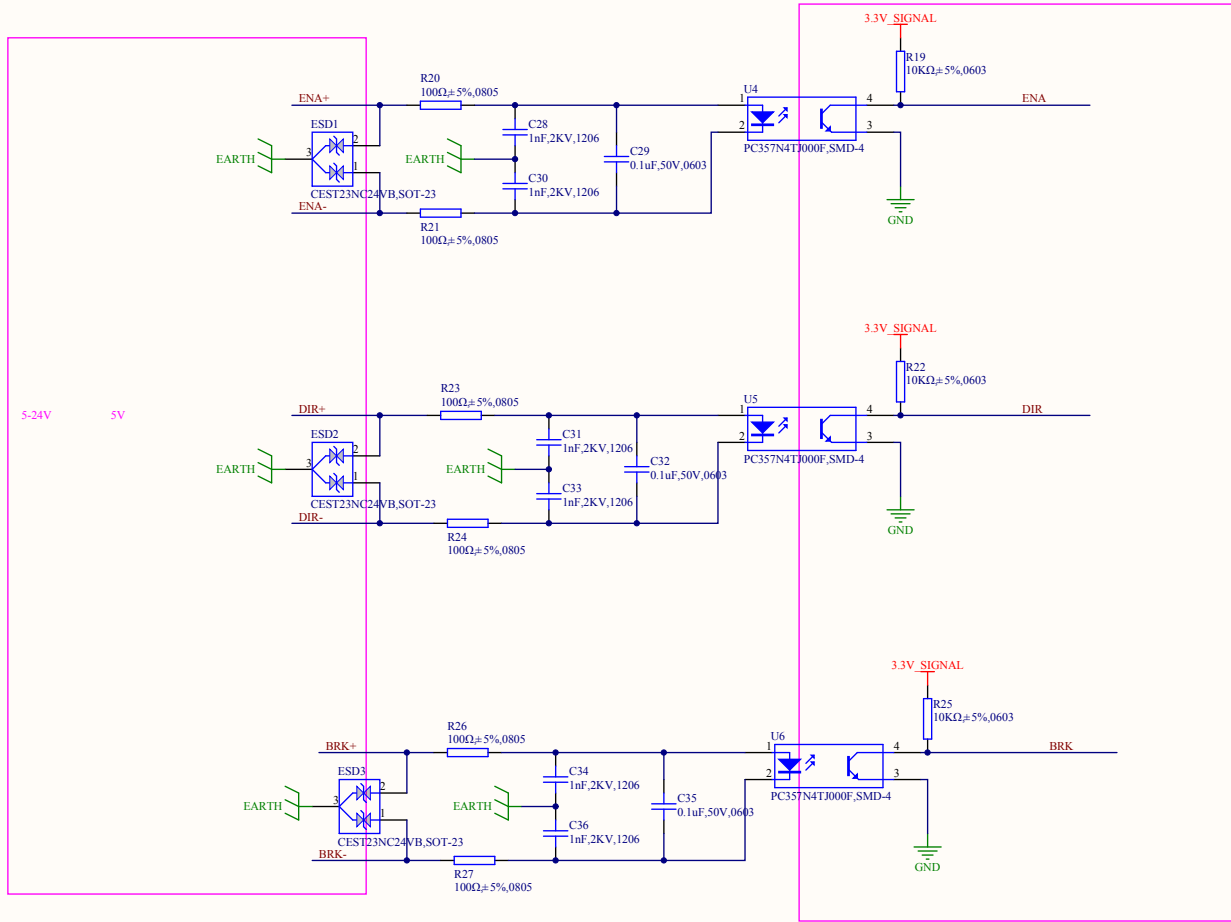 3.3V_SIGNAL
R19
10KΩ,±5%,0603
R20
100Ω,±5%,0805
U4
ENA+
1
4
ENA
ESD1
C28
1nF,2KV,1206
2
3
2
EARTH
3
EARTH
C29
0.1uF,50V,0603
PC357N4TJ000F,SMD-4
1
C30
1nF,2KV,1206
CEST23NC24VB,SOT-23
ENA-
GND
R21
100Ω,±5%,0805
3.3V_SIGNAL
R22
10KΩ,±5%,0603
R23
100Ω,±5%,0805
U5
5-24V
5V
DIR+
1
4
DIR
ESD2
C31
1nF,2KV,1206
2
3
2
EARTH
3
EARTH
C32
0.1uF,50V,0603
PC357N4TJ000F,SMD-4
1
C33
1nF,2KV,1206
CEST23NC24VB,SOT-23
DIR-
GND
R24
100Ω,±5%,0805
3.3V_SIGNAL
R25
10KΩ,±5%,0603
R26
100Ω,±5%,0805
U6
BRK+
1
4
BRK
ESD3
C34
1nF,2KV,1206
2
3
2
EARTH
3
EARTH
C35
0.1uF,50V,0603
PC357N4TJ000F,SMD-4
1
C36
1nF,2KV,1206
CEST23NC24VB,SOT-23
BRK-
GND
R27
100Ω,±5%,0805